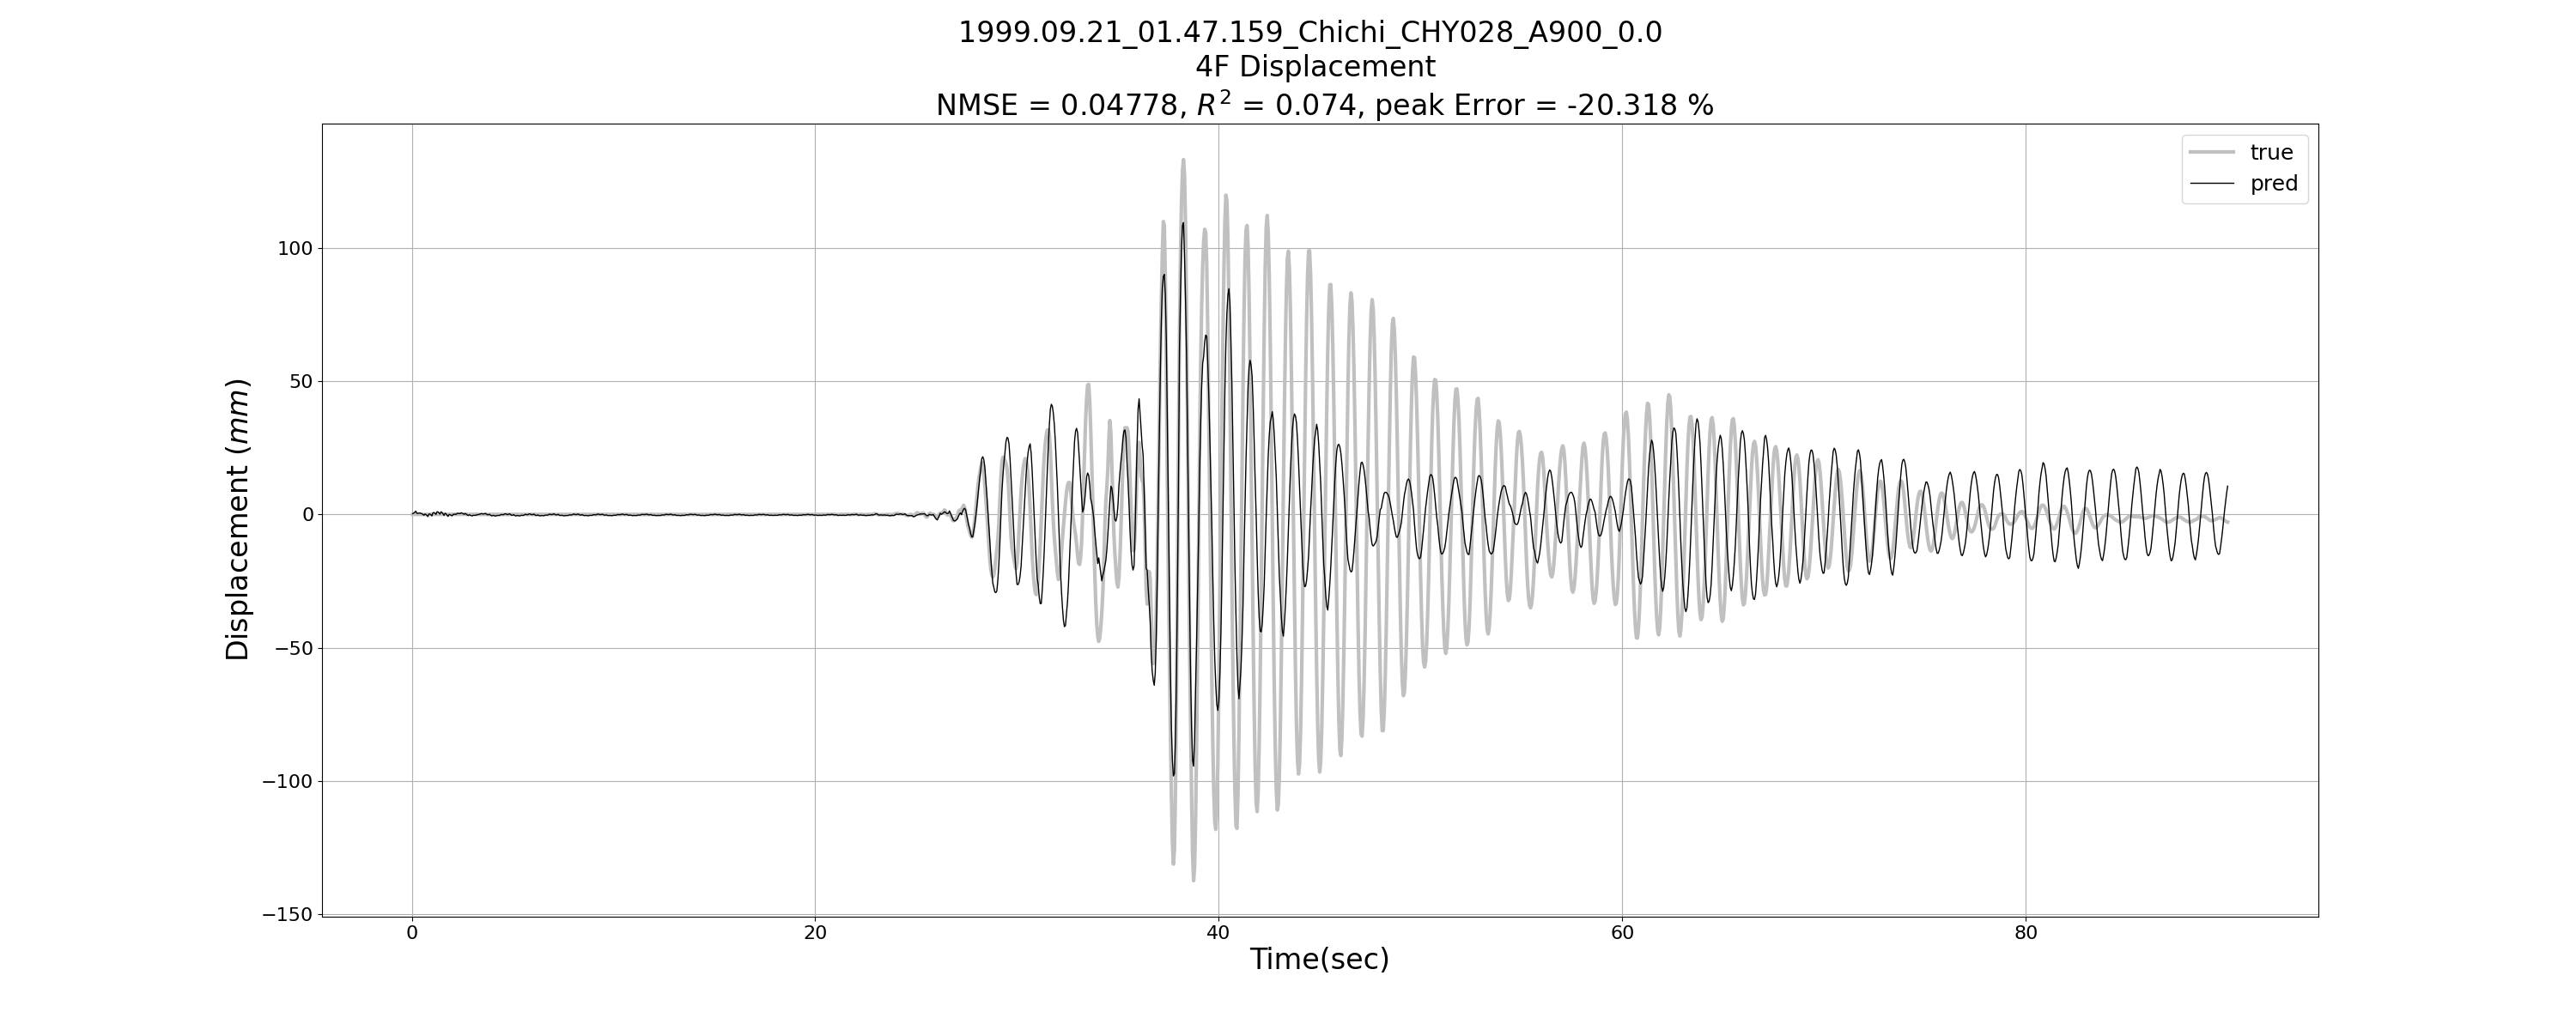 1999.09.21_01.47.159_Chichi_CHY028_A900_0.0
4F Displacement
NMSE = 0.04778, R² = 0.074, peak Error = -20.318 %
true
pred
Displacement (mm)
100
50
0
−50
−100
−150
0
20
40
60
80
Time(sec)